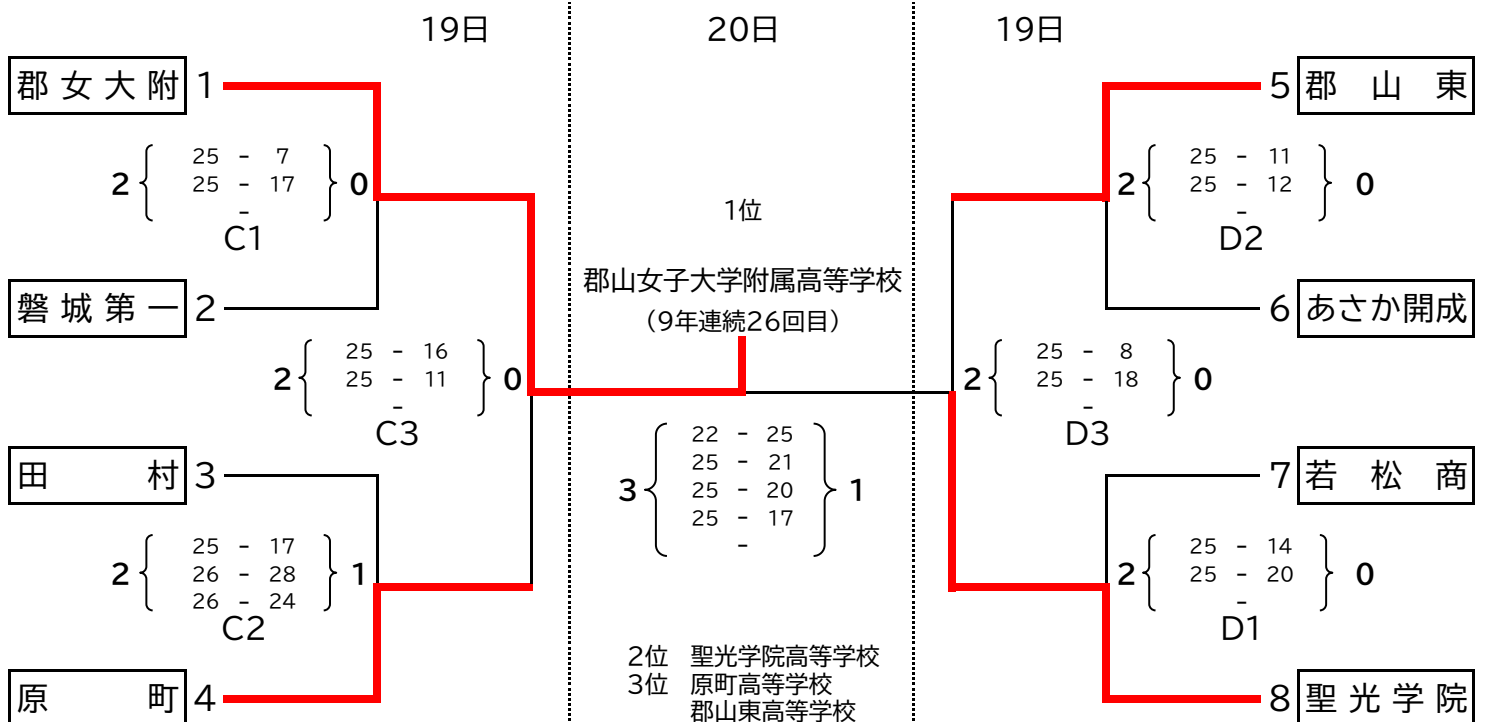 19日 20日 19日
郡女大附 1
5 郡山東
2 { 25 - 7 } 0
25 - 17
-
C1
2 { 25 - 11 } 0
25 - 12
-
D2
1位
郡山女子大学附属高等学校
（9年連続26回目）
磐城第一 2
6 あさか開成
2 { 25 - 16 } 0
25 - 11
-
C3
2 { 25 - 8 } 0
25 - 18
-
D3
3 { 22 - 25 } 1
25 - 21
25 - 20
25 - 17
-
田村 3
7 若松商
2 { 25 - 17 } 1
26 - 28
26 - 24
C2
2 { 25 - 14 } 0
25 - 20
-
D1
原町 4
8 聖光学院
2位 聖光学院高等学校
3位 原町高等学校
郡山東高等学校